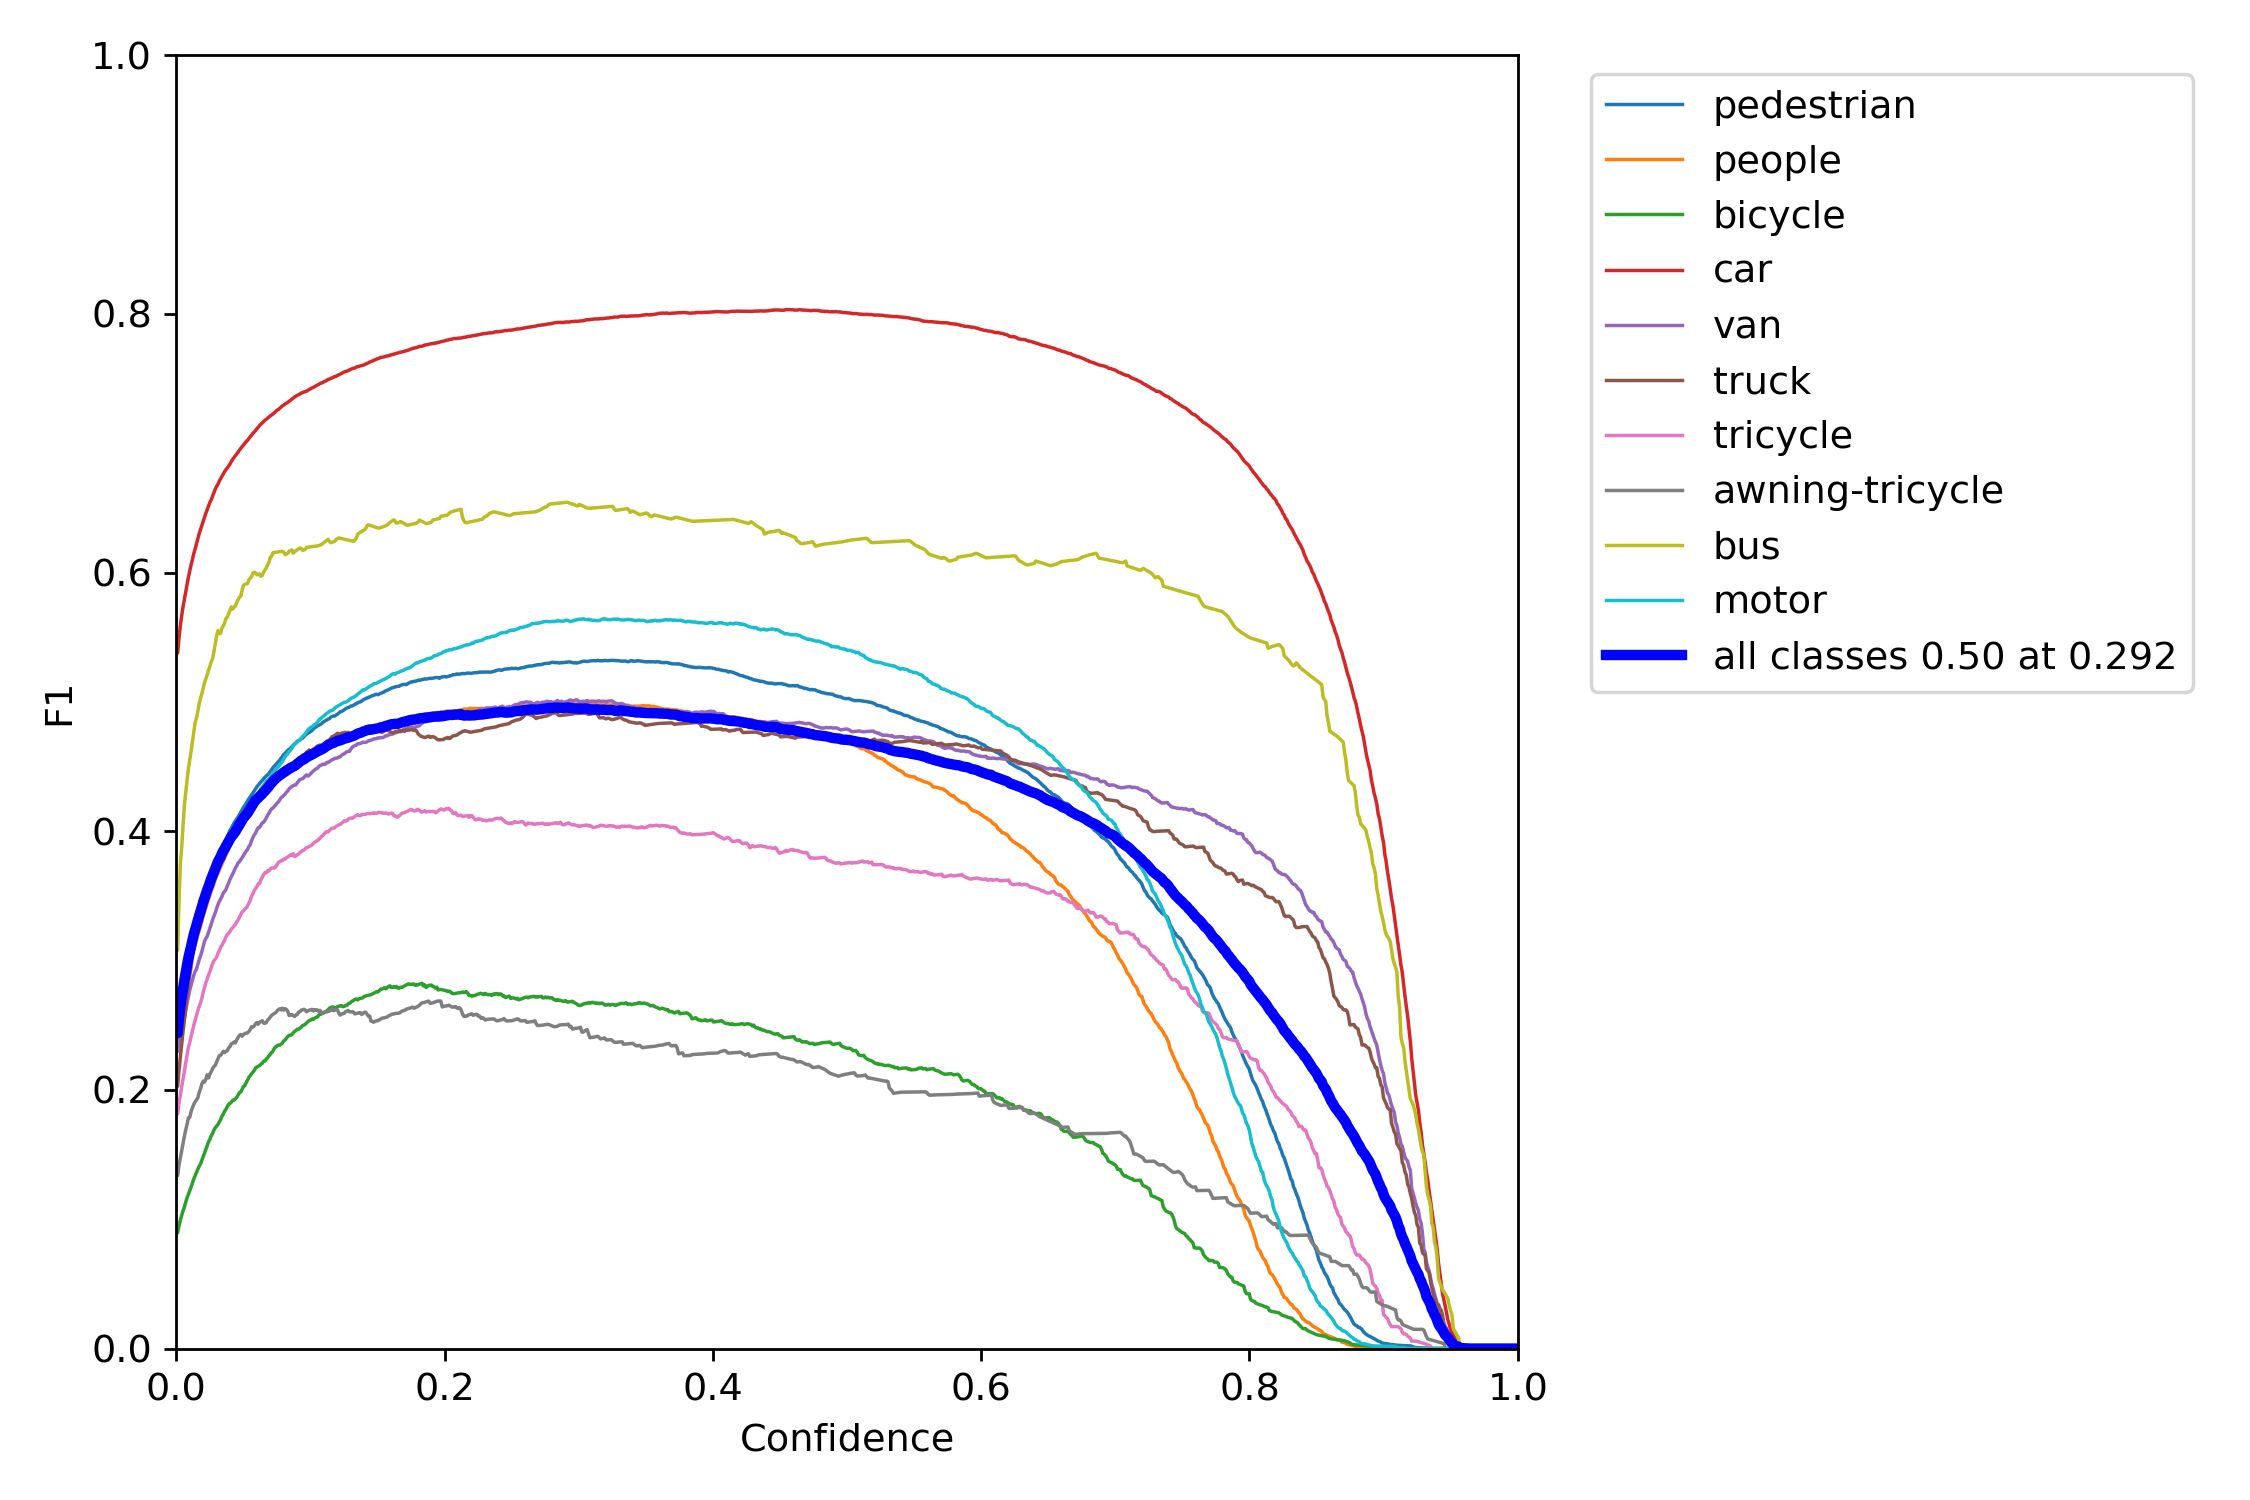 1.0
0.8
0.6
0.4
0.2
0.0
F1
0.0 0.2 0.4 0.6 0.8 1.0
Confidence
pedestrian
people
bicycle
car
van
truck
tricycle
awning-tricycle
bus
motor
all classes 0.50 at 0.292